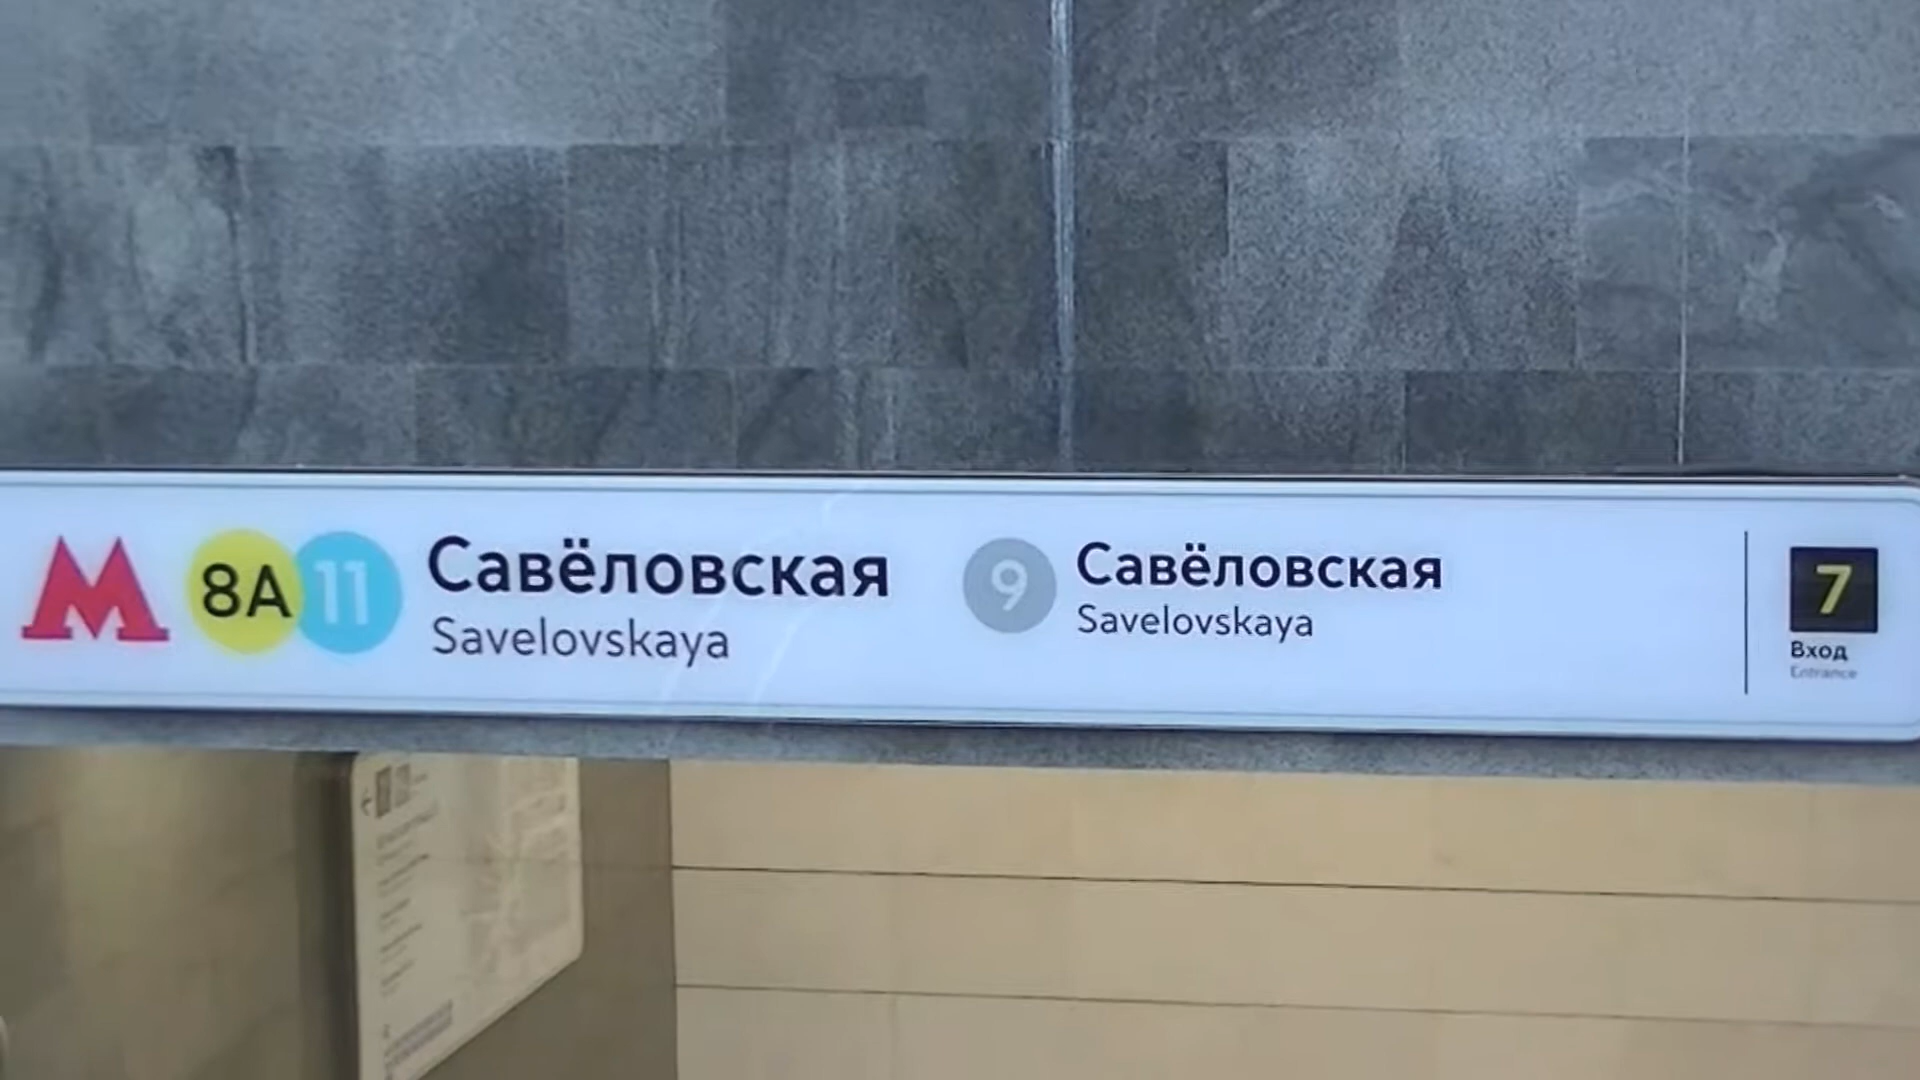 М 8А 11 Савёловская
Savelovskaya
9 Савёловская
Savelovskaya
7
Вход
Entrance